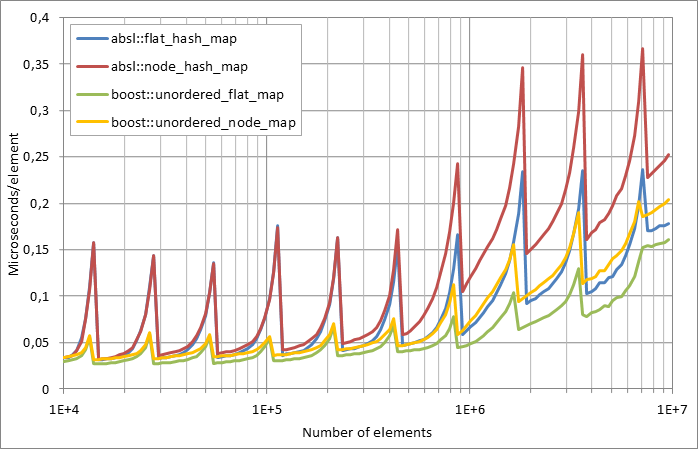 0,4
0,35
0,3
0,25
0,2
0,15
0,1
0,05
0
Microseconds/element
absl::flat_hash_map
absl::node_hash_map
boost::unordered_flat_map
boost::unordered_node_map
1E+4
1E+5
1E+6
1E+7
Number of elements